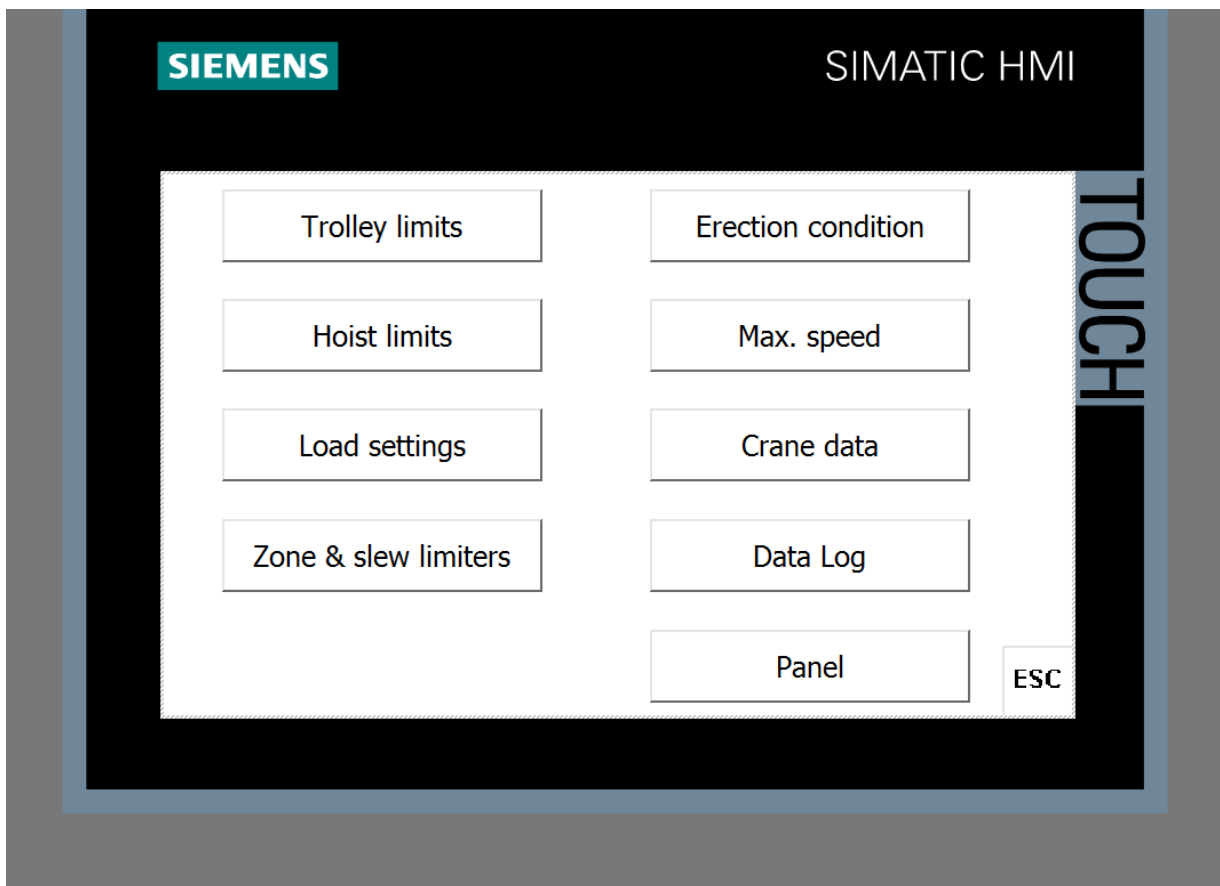 SIEMENS
SIMATIC HMI
TOUCH
Trolley limits
Erection condition
Hoist limits
Max. speed
Load settings
Crane data
Zone & slew limiters
Data Log
Panel
ESC